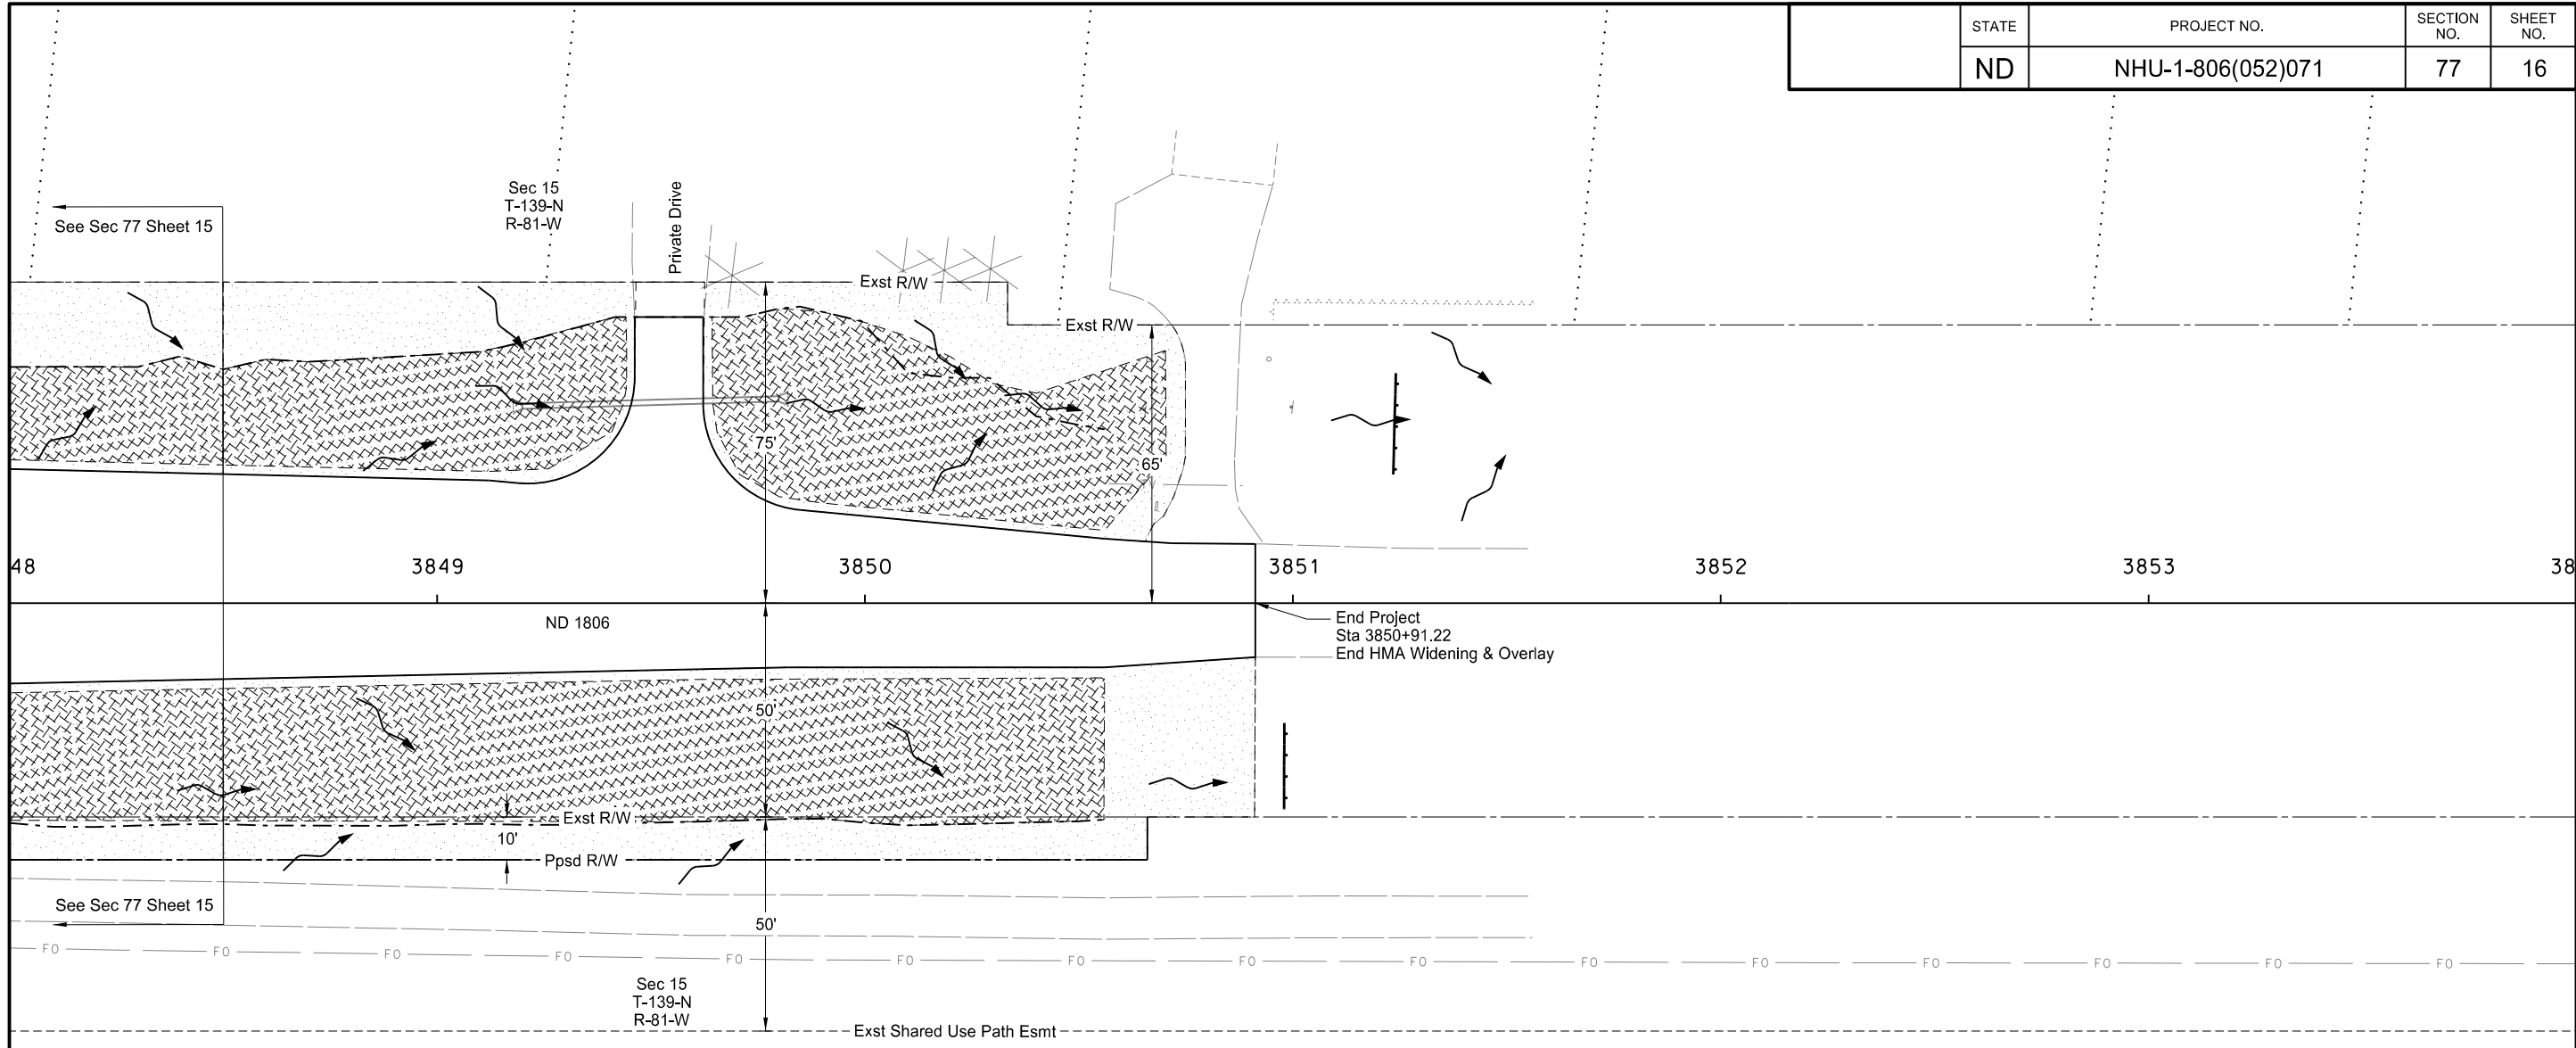 STATE
PROJECT NO.
SECTION NO.
SHEET NO.
ND
NHU-1-806(052)071
77
16
Sec 15
T-139-N
R-81-W
Private Drive
See Sec 77 Sheet 15
Exst R/W
Exst R/W
75'
65'
48
3849
3850
3851
3852
3853
38
ND 1806
End Project
Sta 3850+91.22
End HMA Widening & Overlay
50'
Exst R/W
10'
Ppsd R/W
See Sec 77 Sheet 15
50'
FO FO FO FO FO FO FO FO FO FO FO FO FO FO FO
Sec 15
T-139-N
R-81-W
Exst Shared Use Path Esmt